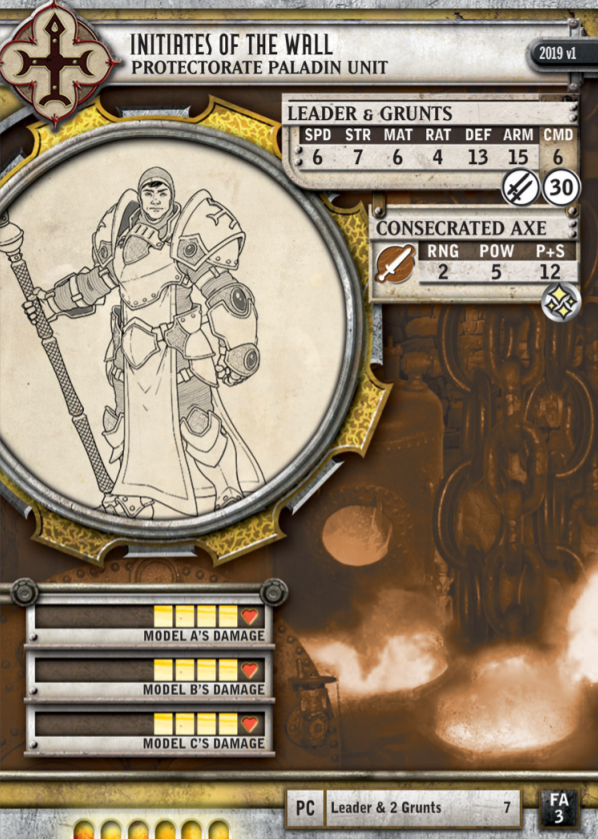 INITIATES OF THE WALL
PROTECTORATE PALADIN UNIT
2019 v1
LEADER & GRUNTS
SPD STR MAT RAT DEF ARM CMD
6 7 6 4 13 15 6
30
CONSECRATED AXE
RNG POW P+S
2 5 12
MODEL A'S DAMAGE
MODEL B'S DAMAGE
MODEL C'S DAMAGE
PC Leader & 2 Grunts 7
FA
3